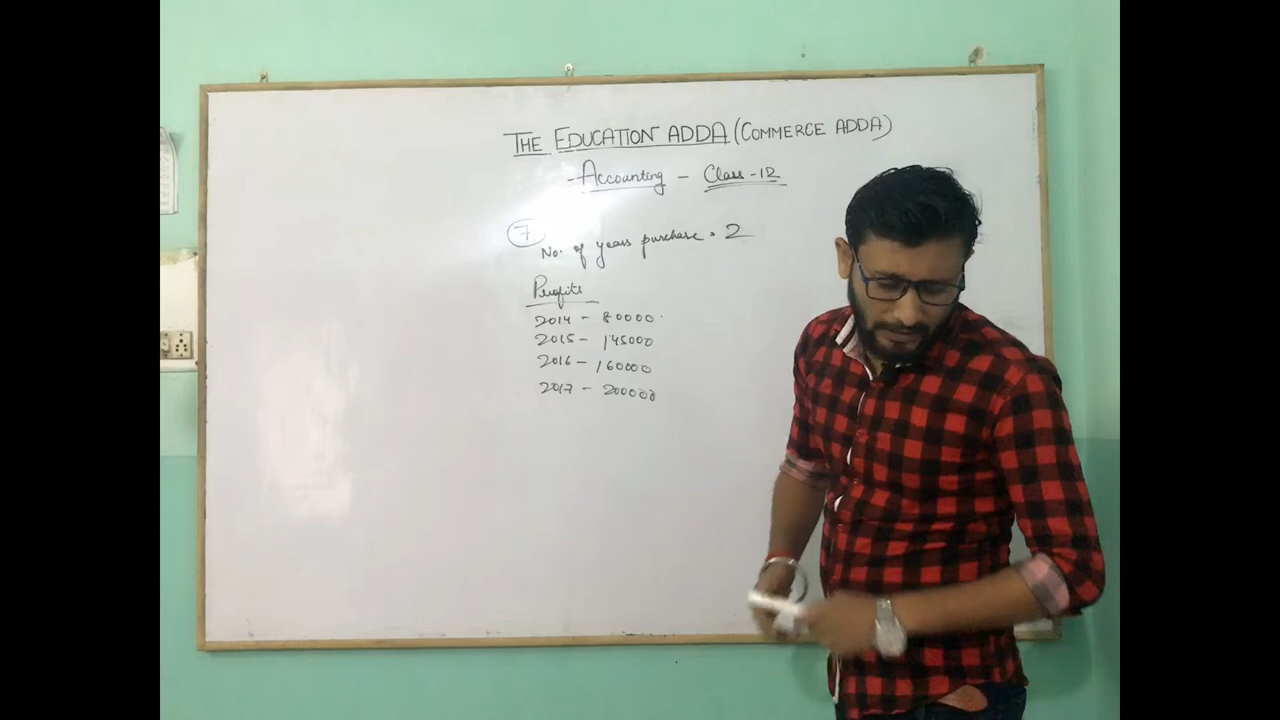 THE EDUCATION ADDA (COMMERCE ADDA)
- Accounting - Class - 12
7 No. of years purchase = 2
Profits
2014 - 80000
2015 - 145000
2016 - 160000
2017 - 200000